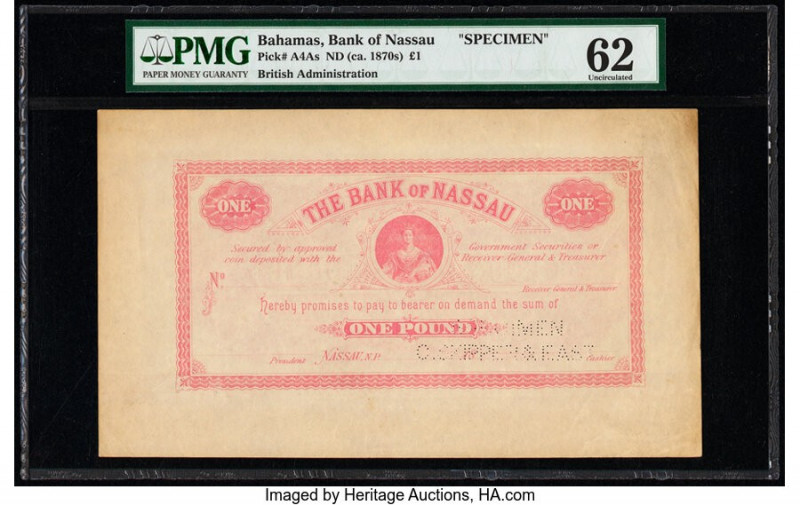 PMG
PAPER MONEY GUARANTY
Bahamas, Bank of Nassau "SPECIMEN"
Pick# A4As ND (ca. 1870s) £1
British Administration
62
Uncirculated
ONE
ONE
THE BANK OF NASSAU
Secured by approved Government Securities or
coin deposited with the Receiver General & Treasurer
No
Receiver General & Treasurer
hereby promises to pay to bearer on demand the sum of
ONE POUND
SPECIMEN
President NASSAU, N.P. Cashier
C. SKIPPER & EAST
Imaged by Heritage Auctions, HA.com